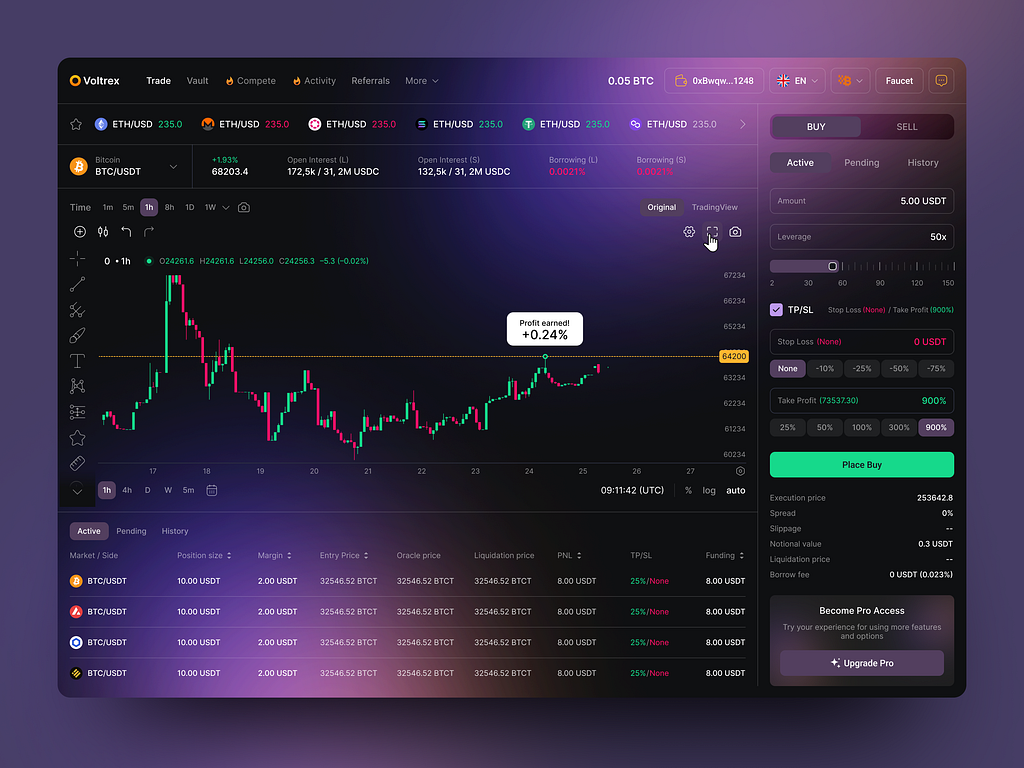 Voltrex Trade Vault Compete Activity Referrals More 0.05 BTC 0xBwqw...1248 EN Faucet
ETH/USD 235.0 ETH/USD 235.0 ETH/USD 235.0 ETH/USD 235.0 ETH/USD 235.0 ETH/USD 235.0
Bitcoin +1.93% Open Interest (L) Open Interest (S) Borrowing (L) Borrowing (S)
BTC/USDT 68203.4 172,5k / 31, 2M USDC 132,5k / 31, 2M USDC 0.0021% 0.0021%
Time 1m 5m 1h 8h 1D 1W Original TradingView
0 • 1h O24261.6 H24261.6 L24256.0 C24256.3 −5.3 (−0.02%)
67234
66234
65234
Profit earned!
+0.24%
64200
63234
62234
61234
60234
17 18 19 20 21 22 23 24 25 26 27
1h 4h D W 5m 09:11:42 (UTC) % log auto
Active Pending History
Market / Side Position size Margin Entry Price Oracle price Liquidation price PNL TP/SL Funding
BTC/USDT 10.00 USDT 2.00 USDT 32546.52 BTCT 32546.52 BTCT 32546.52 BTCT 8.00 USDT 25%/None 8.00 USDT
BTC/USDT 10.00 USDT 2.00 USDT 32546.52 BTCT 32546.52 BTCT 32546.52 BTCT 8.00 USDT 25%/None 8.00 USDT
BTC/USDT 10.00 USDT 2.00 USDT 32546.52 BTCT 32546.52 BTCT 32546.52 BTCT 8.00 USDT 25%/None 8.00 USDT
BTC/USDT 10.00 USDT 2.00 USDT 32546.52 BTCT 32546.52 BTCT 32546.52 BTCT 8.00 USDT 25%/None 8.00 USDT
BUY SELL
Active Pending History
Amount 5.00 USDT
Leverage 50x
2 30 60 90 120 150
TP/SL Stop Loss (None) / Take Profit (900%)
Stop Loss (None) 0 USDT
None -10% -25% -50% -75%
Take Profit (73537.30) 900%
25% 50% 100% 300% 900%
Place Buy
Execution price 253642.8
Spread 0%
Slippage --
Notional value 0.3 USDT
Liquidation price --
Borrow fee 0 USDT (0.023%)
Become Pro Access
Try your experience for using more features
and options
Upgrade Pro